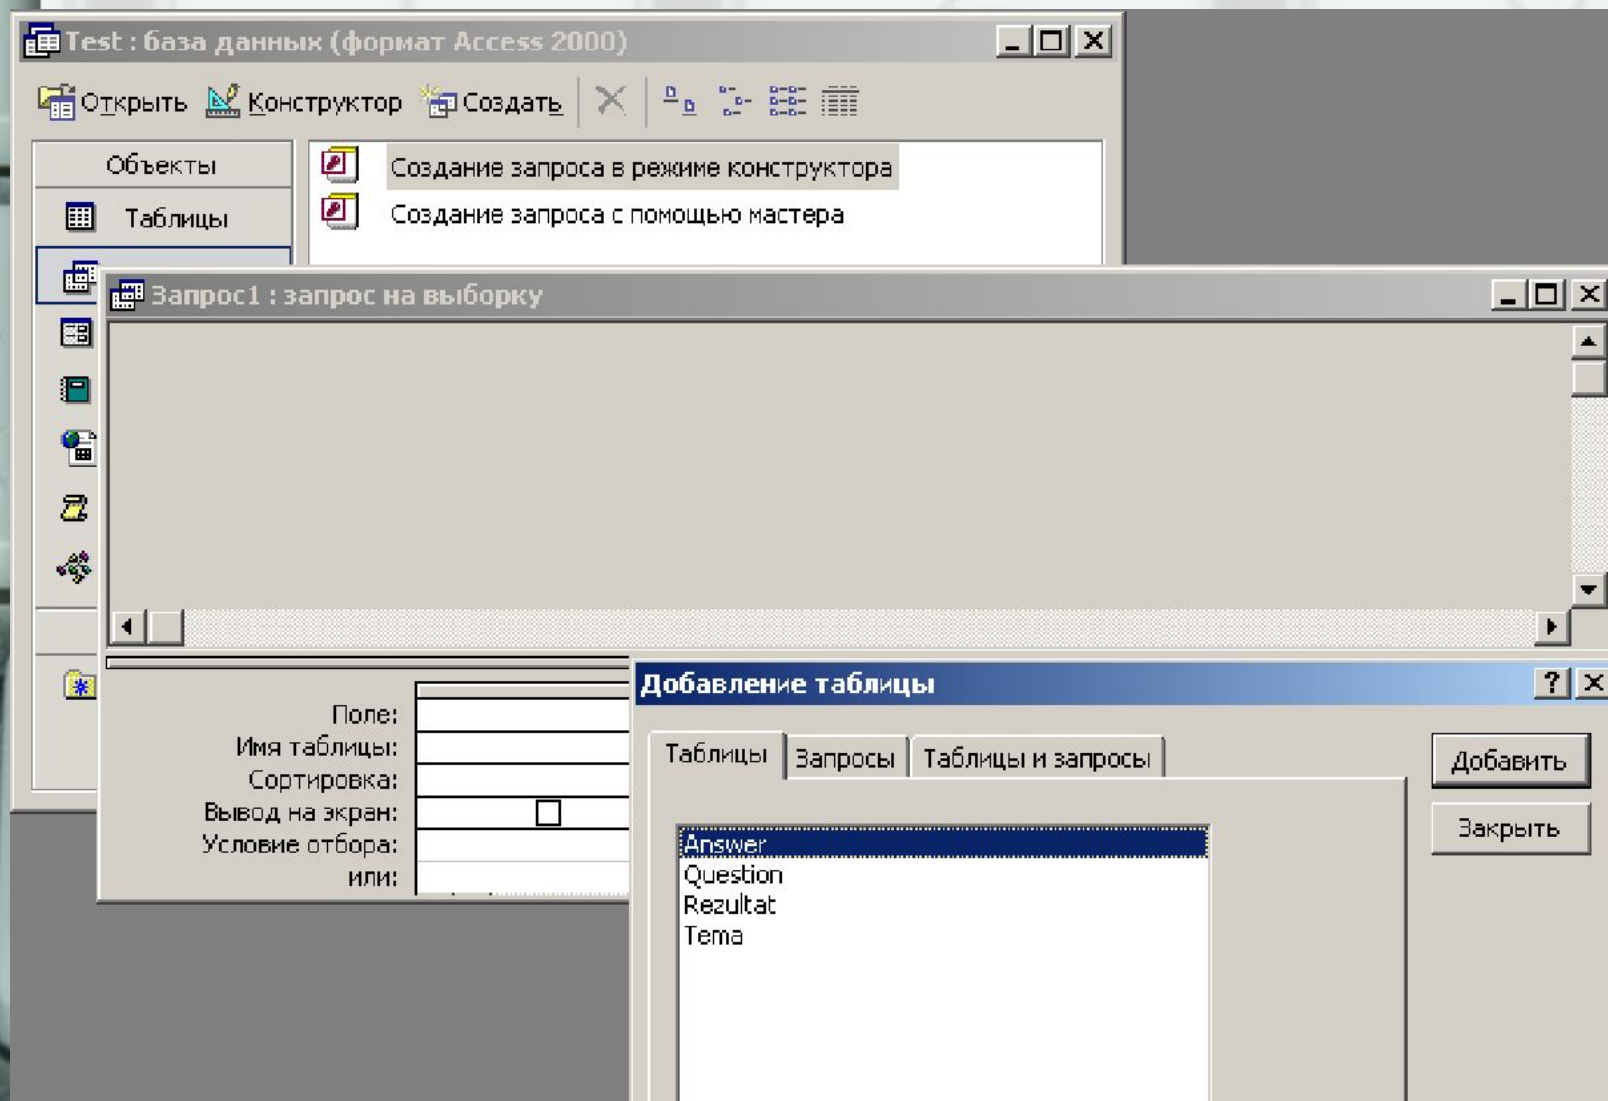 Test : база данных (формат Access 2000)
Открыть Конструктор Создать
Объекты
Создание запроса в режиме конструктора
Таблицы
Создание запроса с помощью мастера
Запрос1 : запрос на выборку
Поле:
Имя таблицы:
Сортировка:
Вывод на экран:
Условие отбора:
или:
Добавление таблицы
Таблицы Запросы Таблицы и запросы
Добавить
Закрыть
Answer
Question
Rezultat
Tema